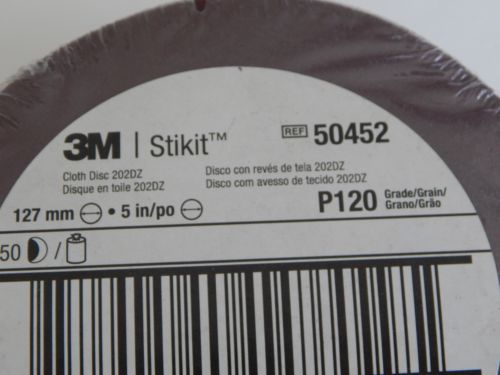 3M | Stikit™
REF 50452
Cloth Disc 202DZ
Disque en toile 202DZ
Disco con revés de tela 202DZ
Disco com avesso de tecido 202DZ
127 mm • 5 in/po
P120 Grade/Grain/
Grano/Grão
50 /